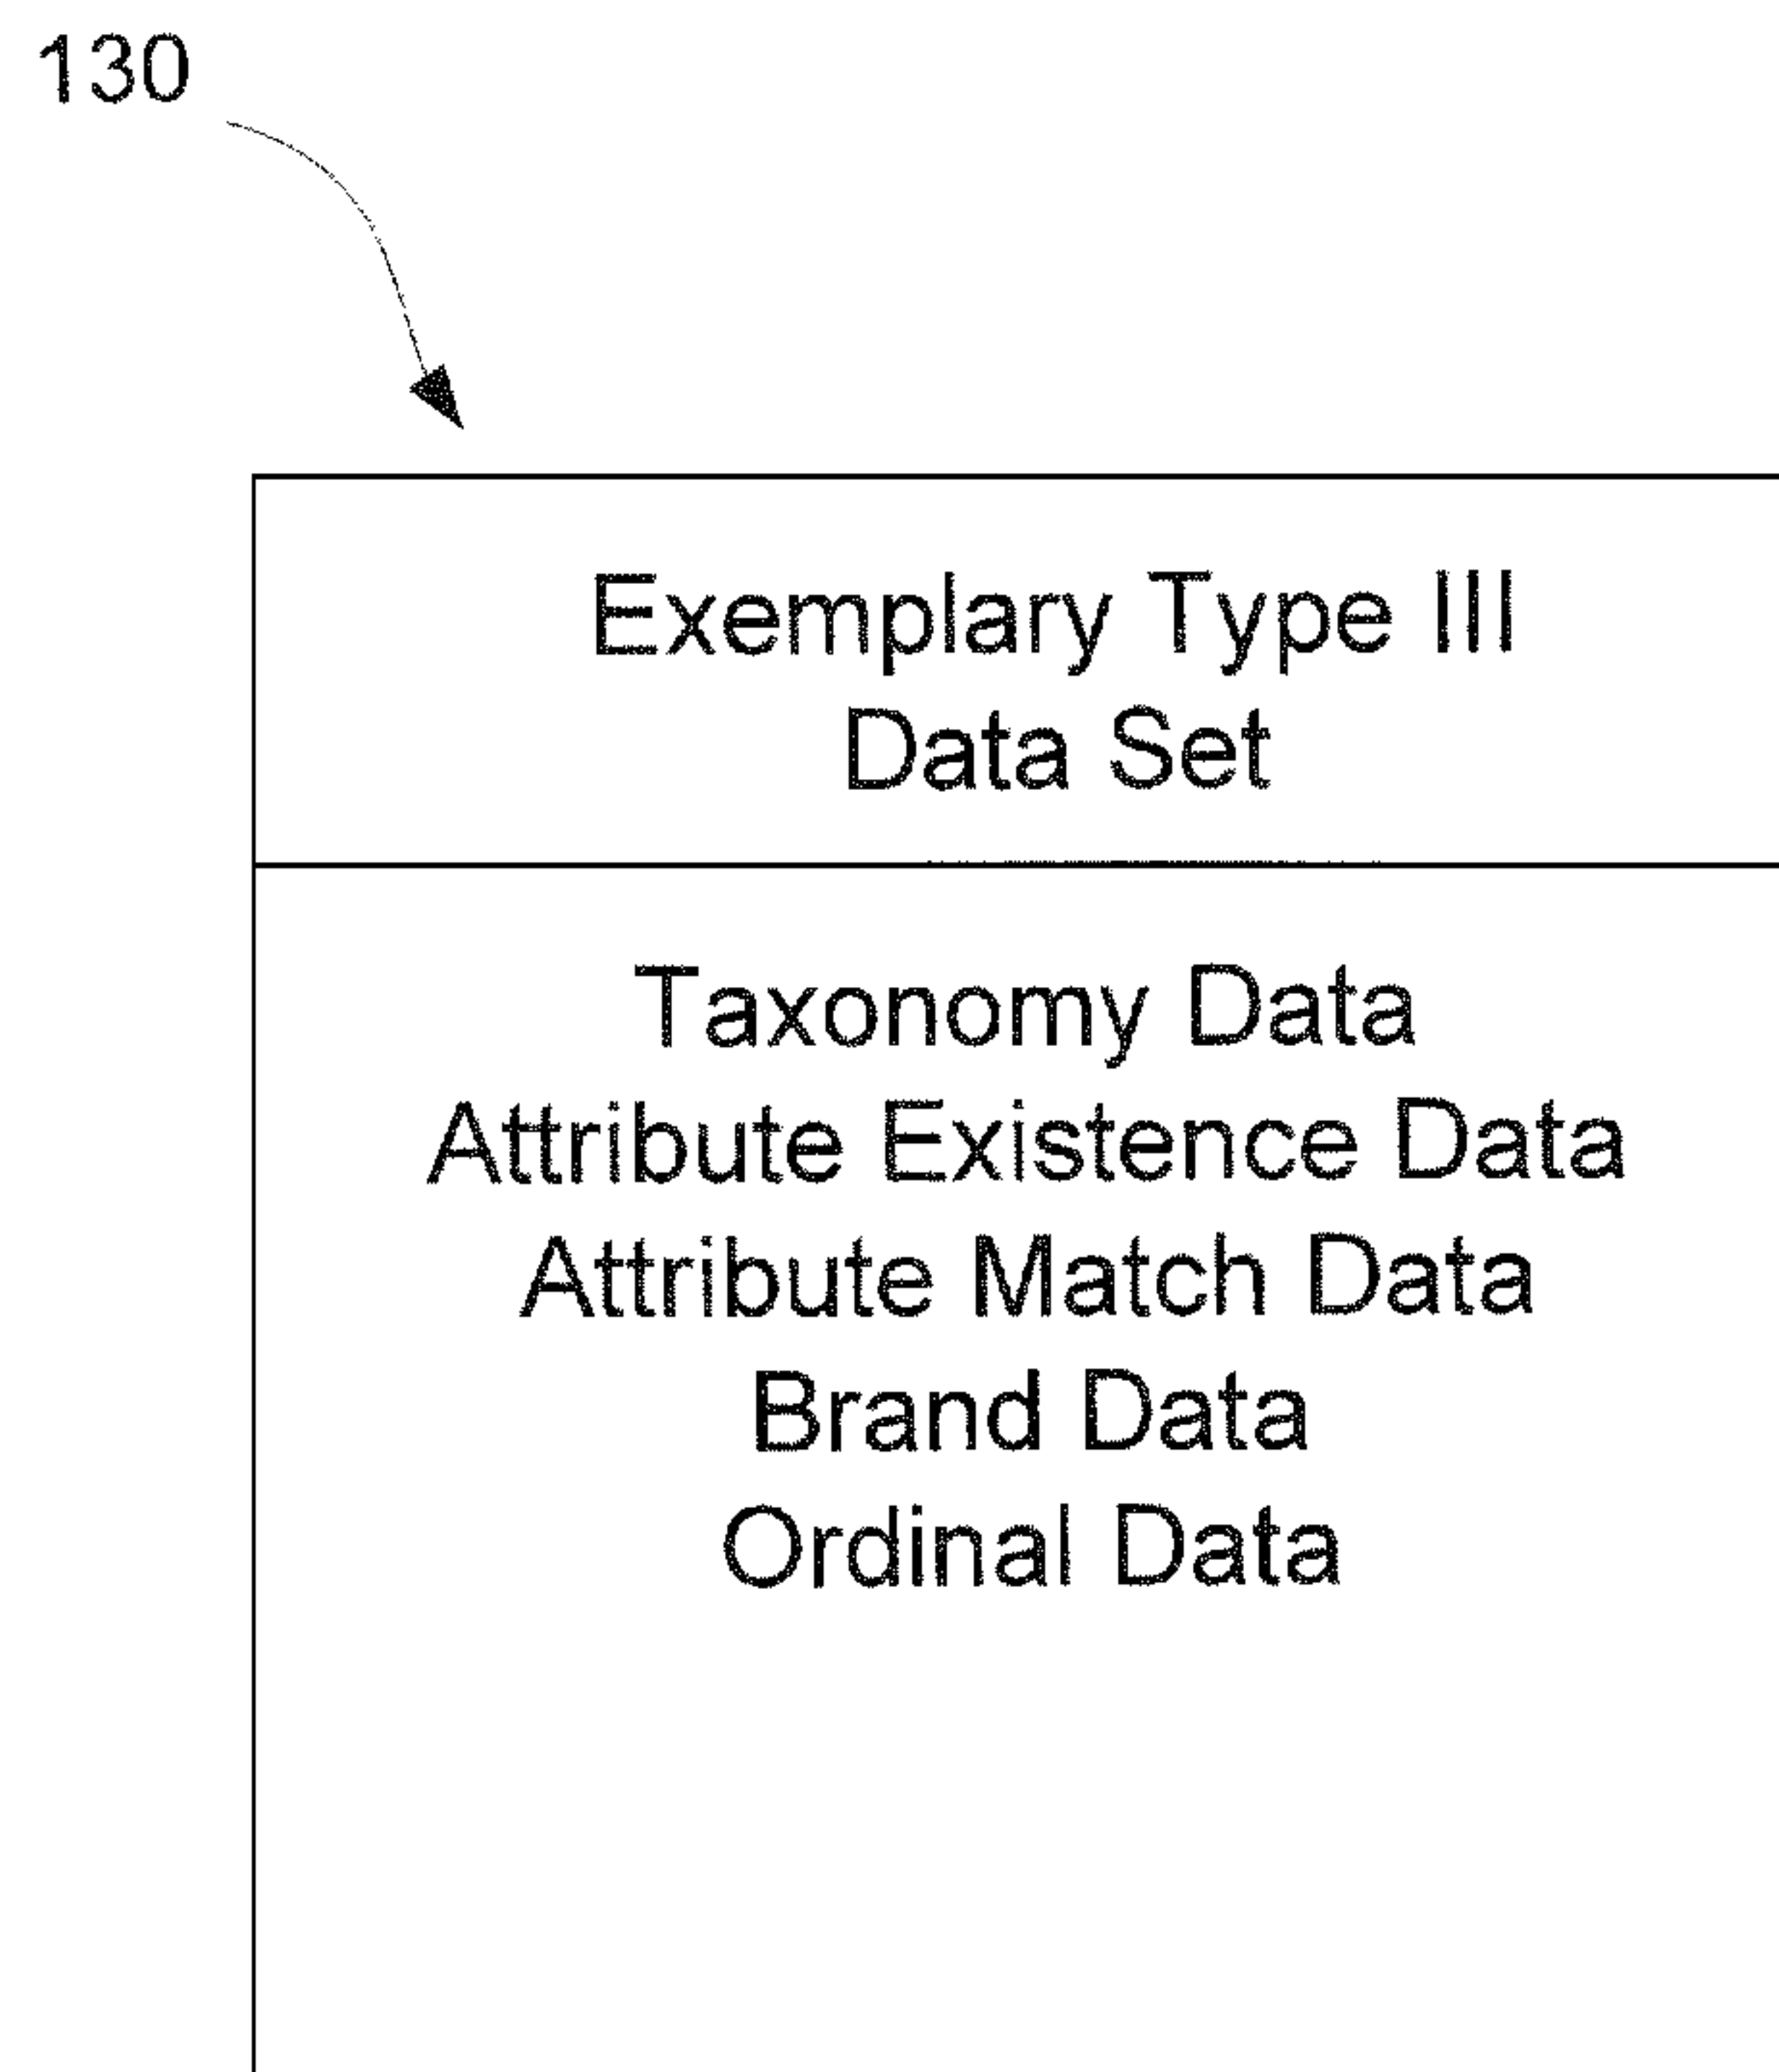 130
Exemplary Type III
Data Set
Taxonomy Data
Attribute Existence Data
Attribute Match Data
Brand Data
Ordinal Data